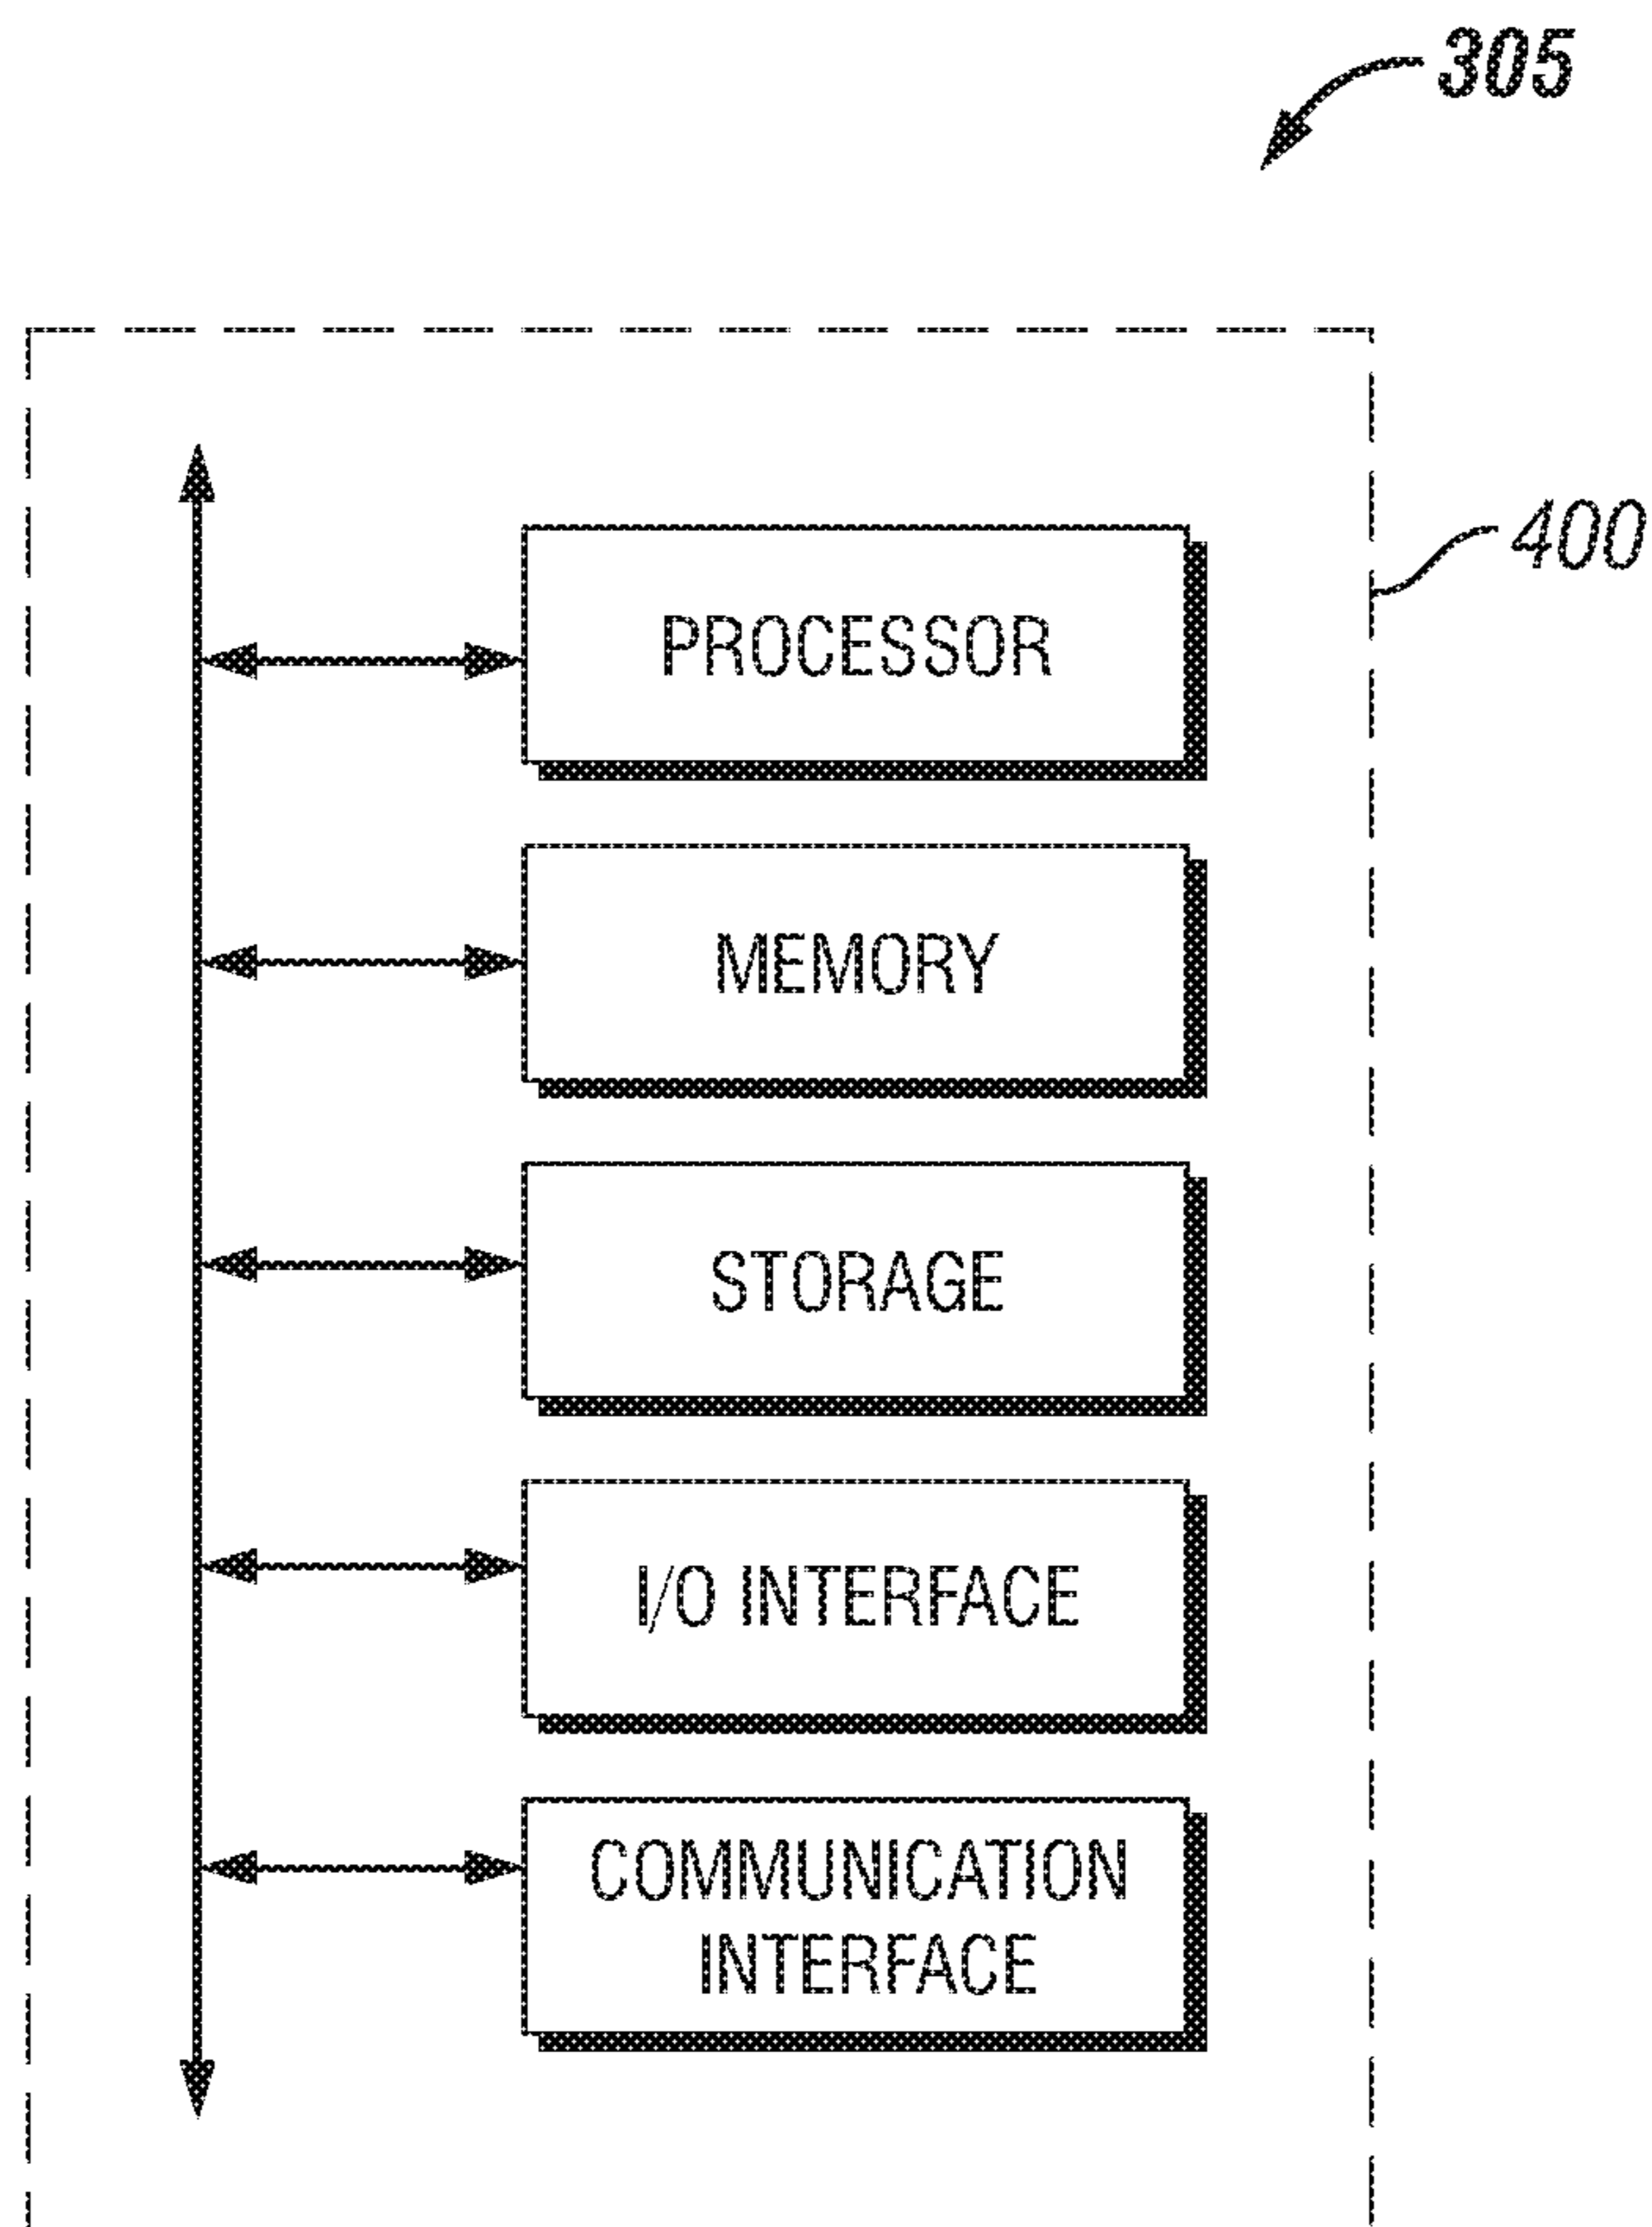 305
400
PROCESSOR
MEMORY
STORAGE
I/O INTERFACE
COMMUNICATION
INTERFACE